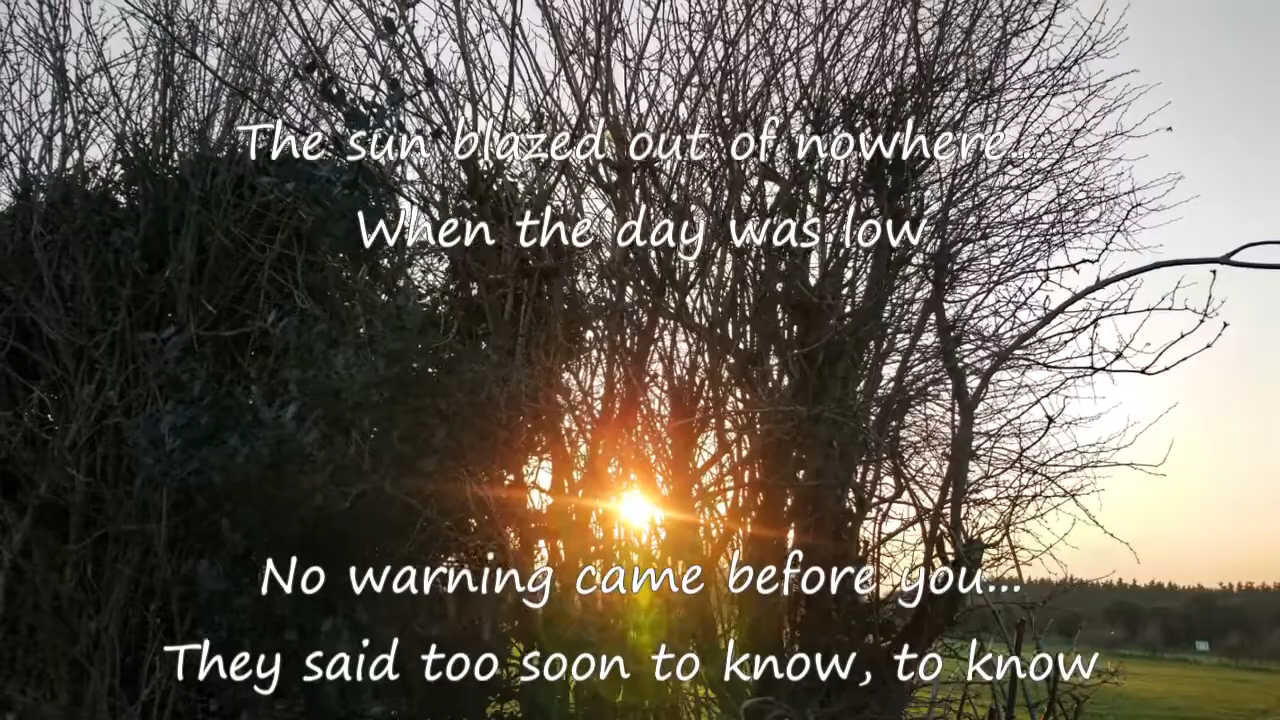 The sun blazed out of nowhere...
When the day was low
No warning came before you...
They said too soon to know, to know